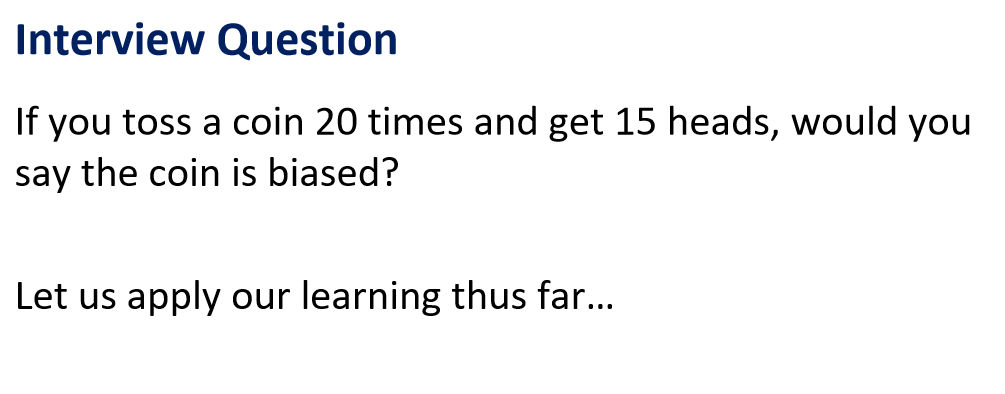 Interview Question
If you toss a coin 20 times and get 15 heads, would you
say the coin is biased?
Let us apply our learning thus far…